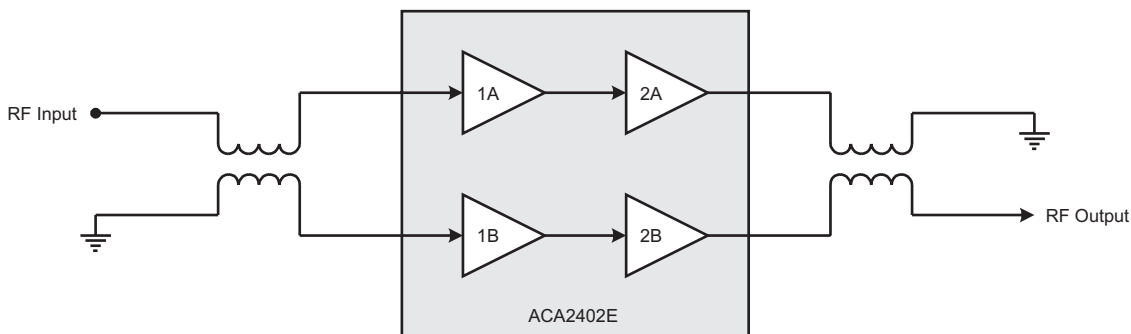 RF Input
1A
2A
1B
2B
RF Output
ACA2402E